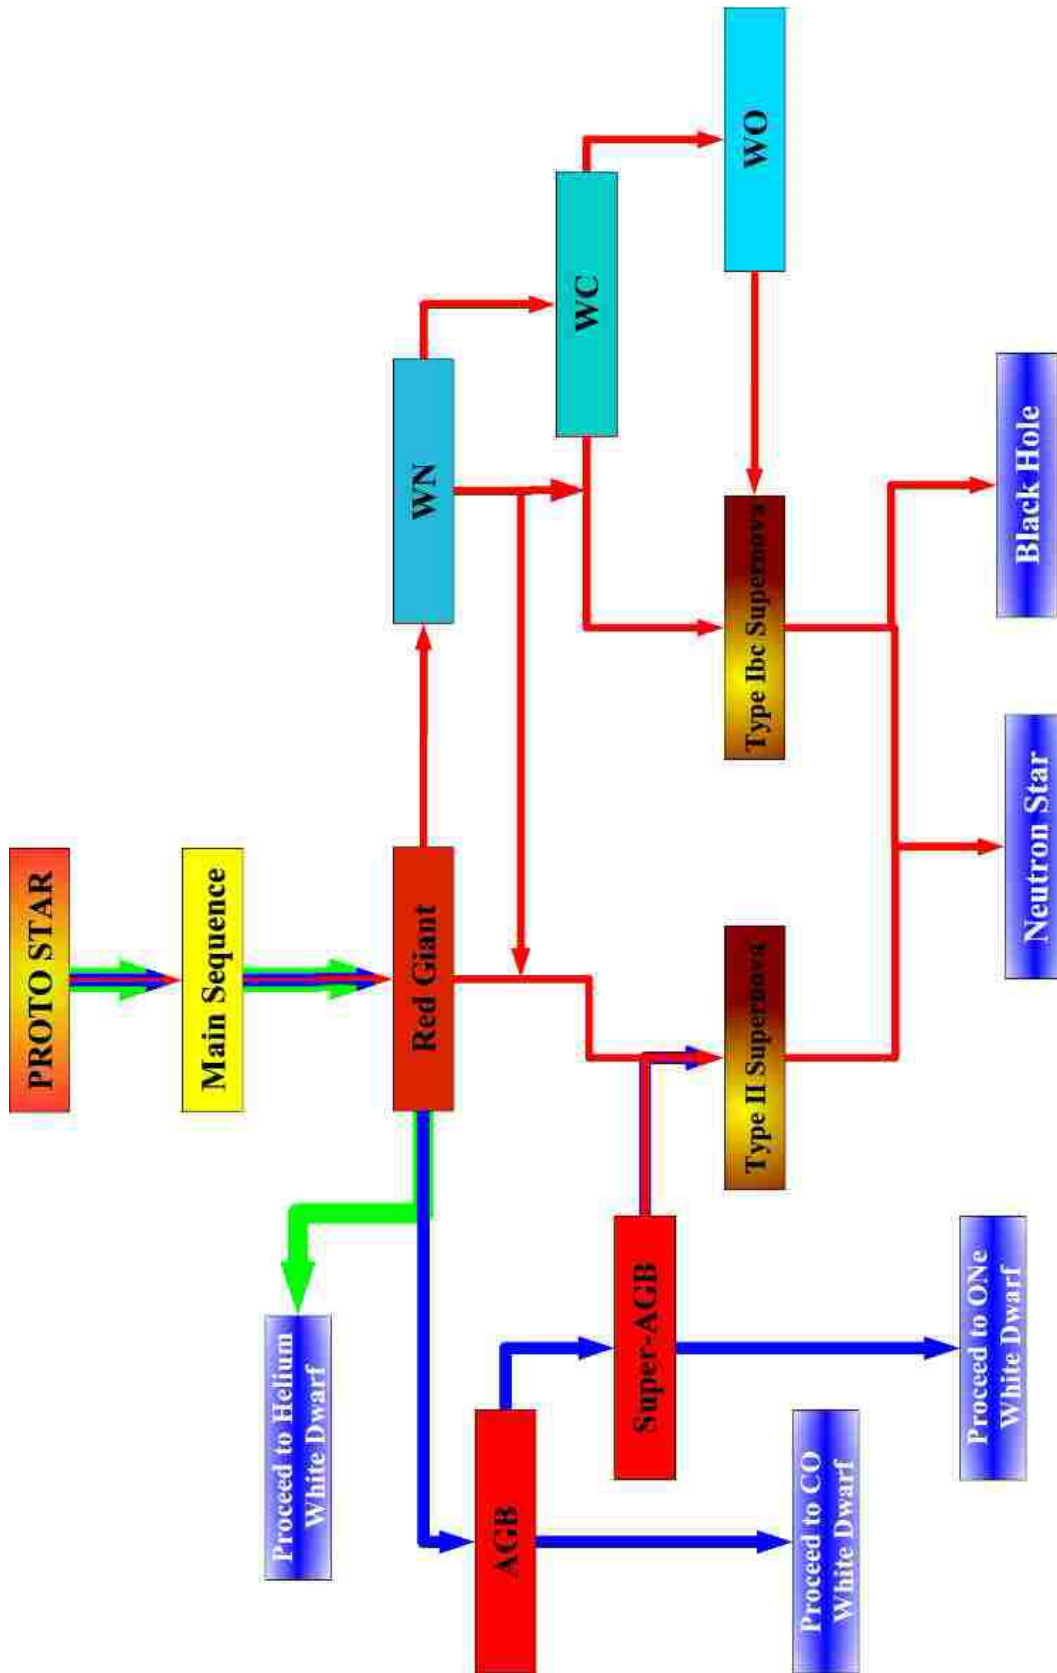 PROTO STAR
Main Sequence
Red Giant
WN
WC
WO
Proceed to Helium
White Dwarf
AGB
Super-AGB
Type II Supernova
Type Ibc Supernova
Proceed to CO
White Dwarf
Proceed to ONe
White Dwarf
Neutron Star
Black Hole